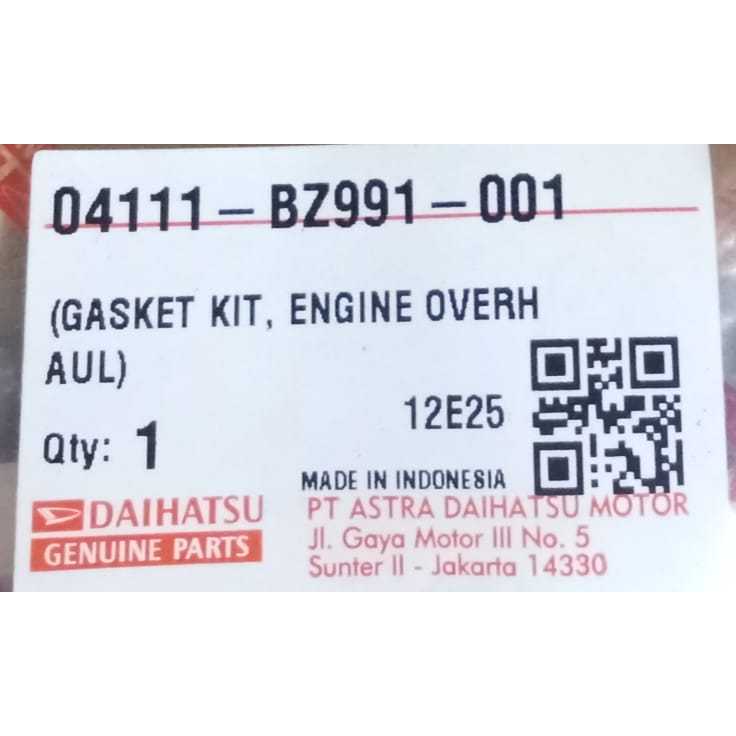 04111-BZ991-001
(GASKET KIT, ENGINE OVERH
AUL)
12E25
Qty: 1
MADE IN INDONESIA
DAIHATSU
GENUINE PARTS
PT ASTRA DAIHATSU MOTOR
Jl. Gaya Motor III No. 5
Sunter II - Jakarta 14330